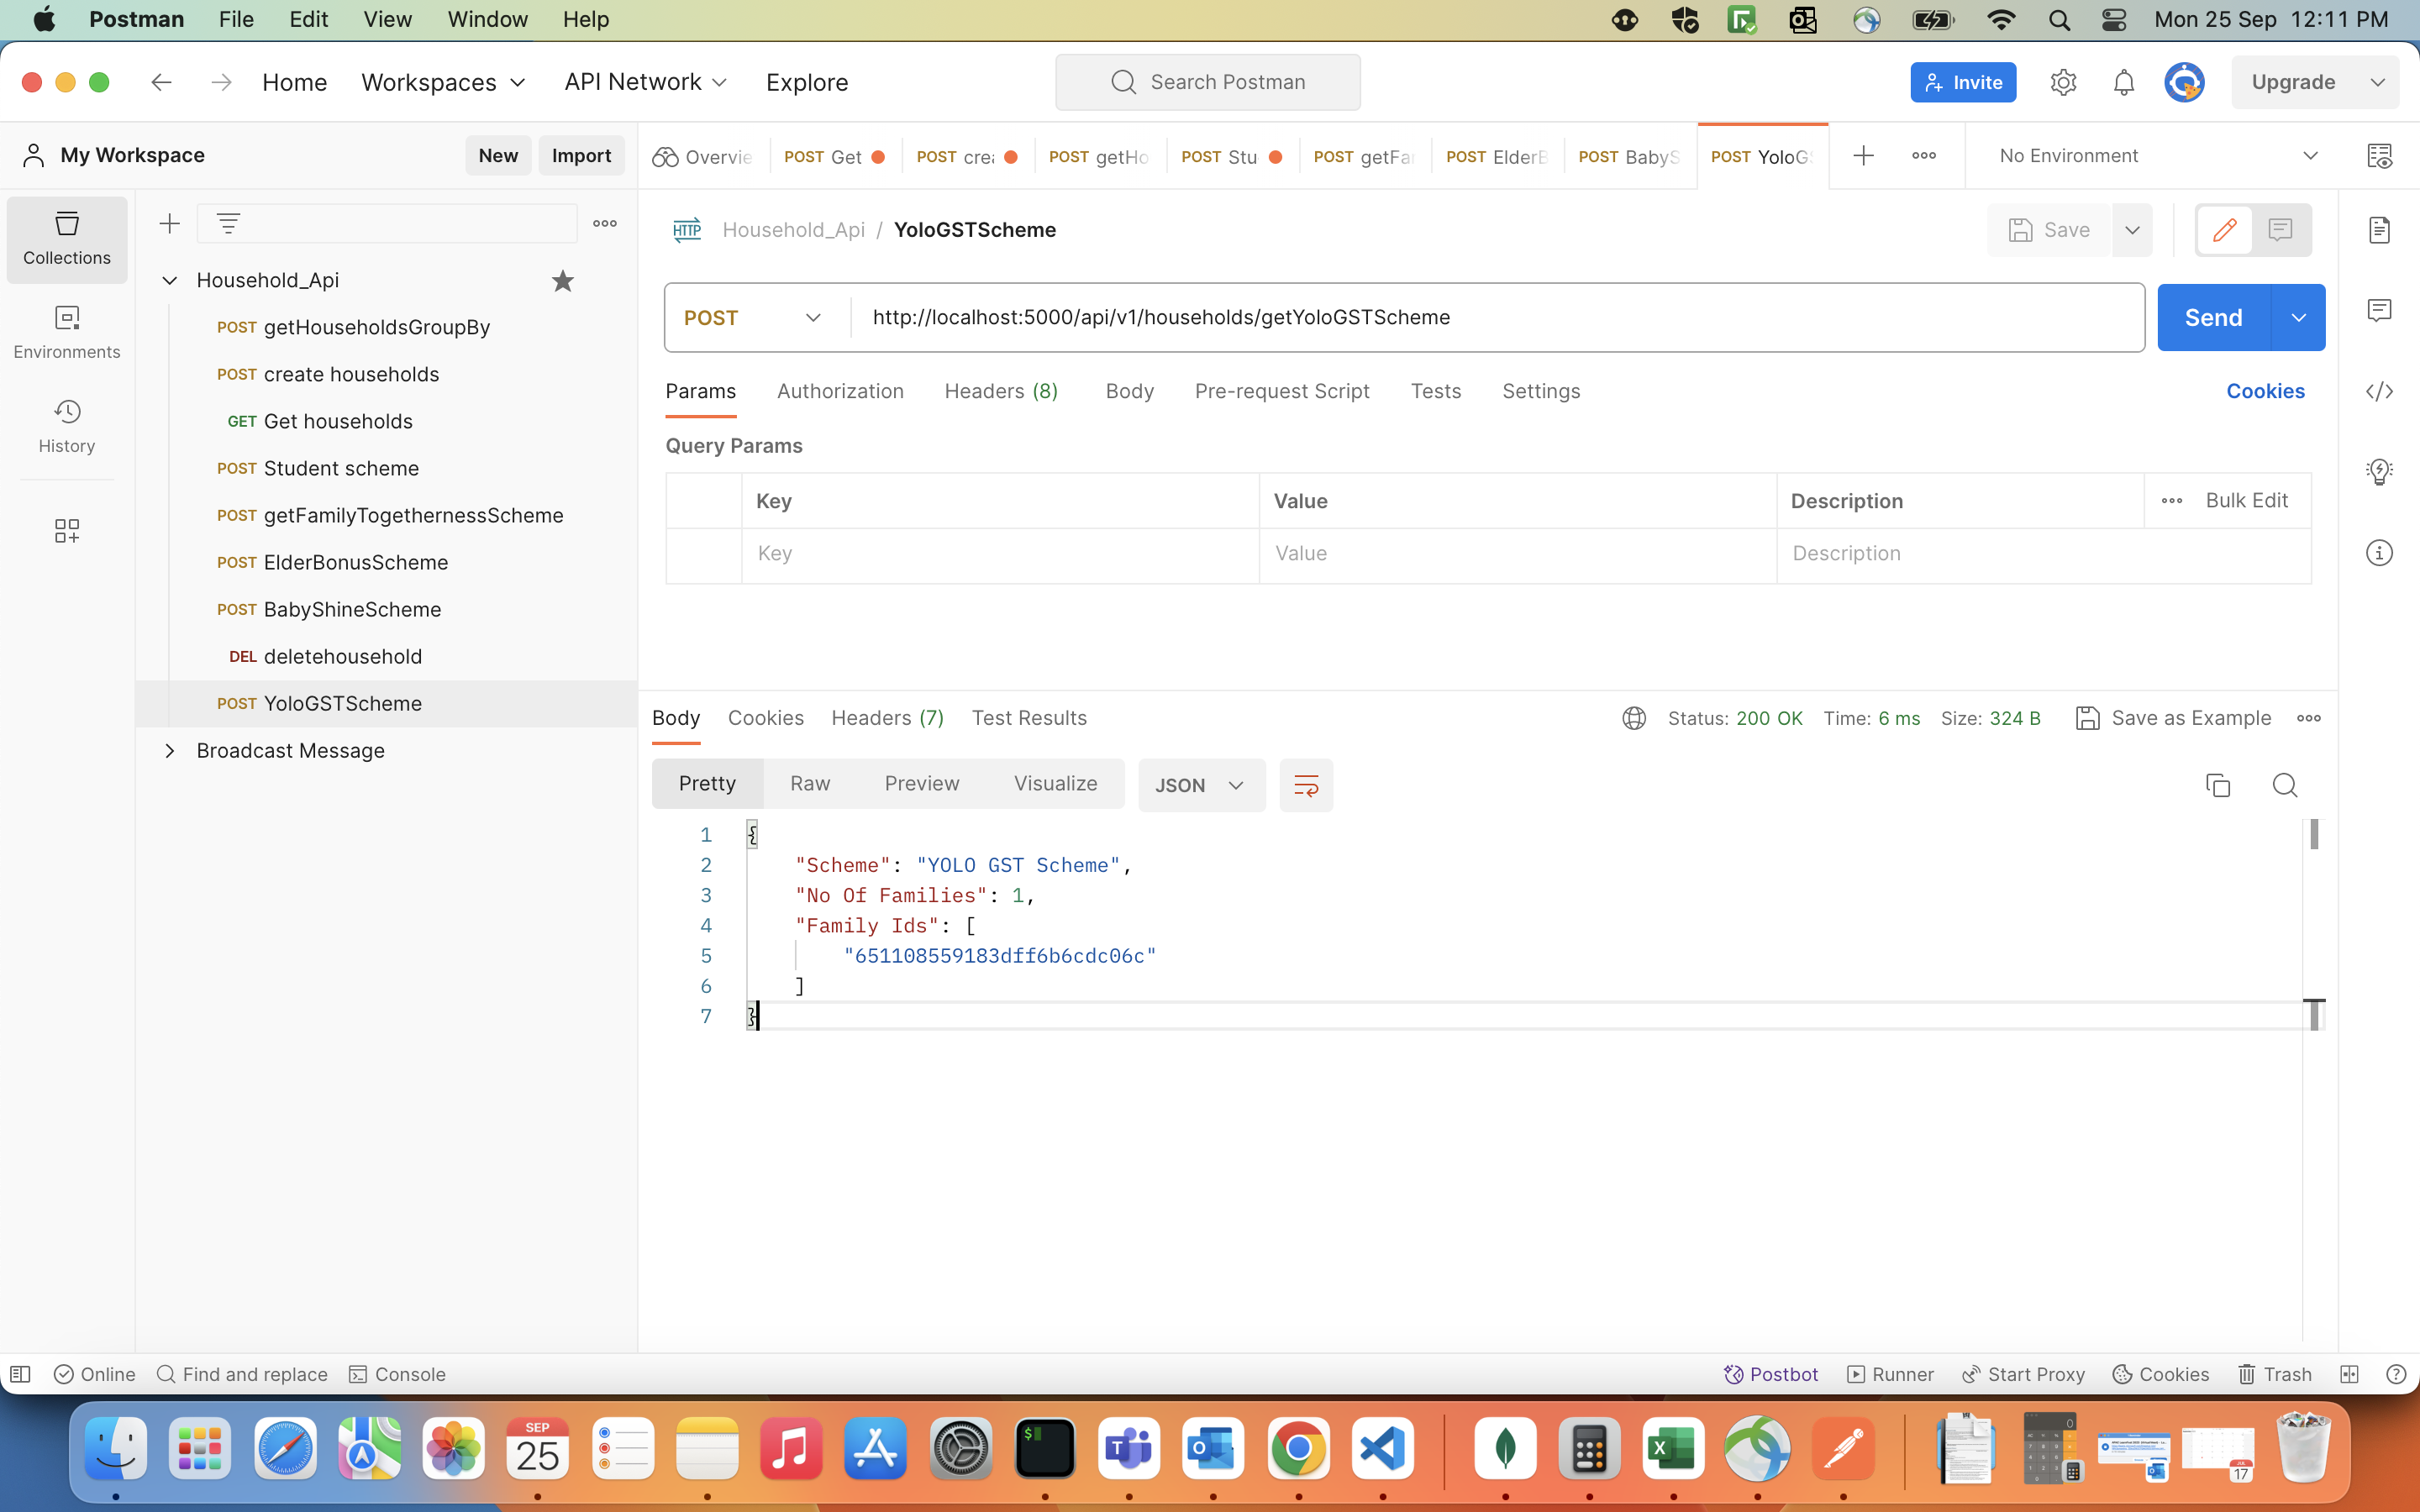 Postman File Edit View Window Help Mon 25 Sep 12:11 PM
Home Workspaces API Network Explore Search Postman Invite Upgrade
My Workspace New Import Overvie POST Get POST crea POST getHo POST Stu POST getFar POST ElderB POST BabyS POST YoloGS No Environment
Collections
Environments
History
Household_Api
POST getHouseholdsGroupBy
POST create households
GET Get households
POST Student scheme
POST getFamilyTogethernessScheme
POST ElderBonusScheme
POST BabyShineScheme
DEL deletehousehold
POST YoloGSTScheme
Broadcast Message
HTTP Household_Api / YoloGSTScheme Save
POST http://localhost:5000/api/v1/households/getYoloGSTScheme Send
Params Authorization Headers (8) Body Pre-request Script Tests Settings Cookies
Query Params
Key Value Description Bulk Edit
Key Value Description
Body Cookies Headers (7) Test Results Status: 200 OK Time: 6 ms Size: 324 B Save as Example
Pretty Raw Preview Visualize JSON
1 {
2 "Scheme": "YOLO GST Scheme",
3 "No Of Families": 1,
4 "Family Ids": [
5 "651108559183dff6b6cdc06c"
6 ]
7 }
Online Find and replace Console Postbot Runner Start Proxy Cookies Trash
SEP
25
17